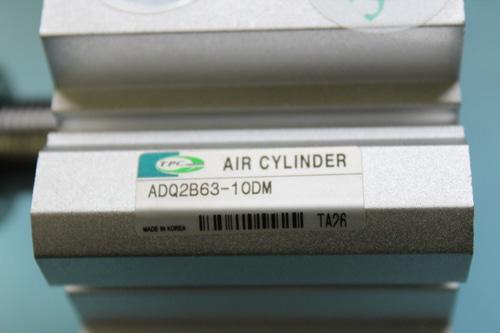 TPC
AIR CYLINDER
ADQ2B63-10DM
MADE IN KOREA
TA26